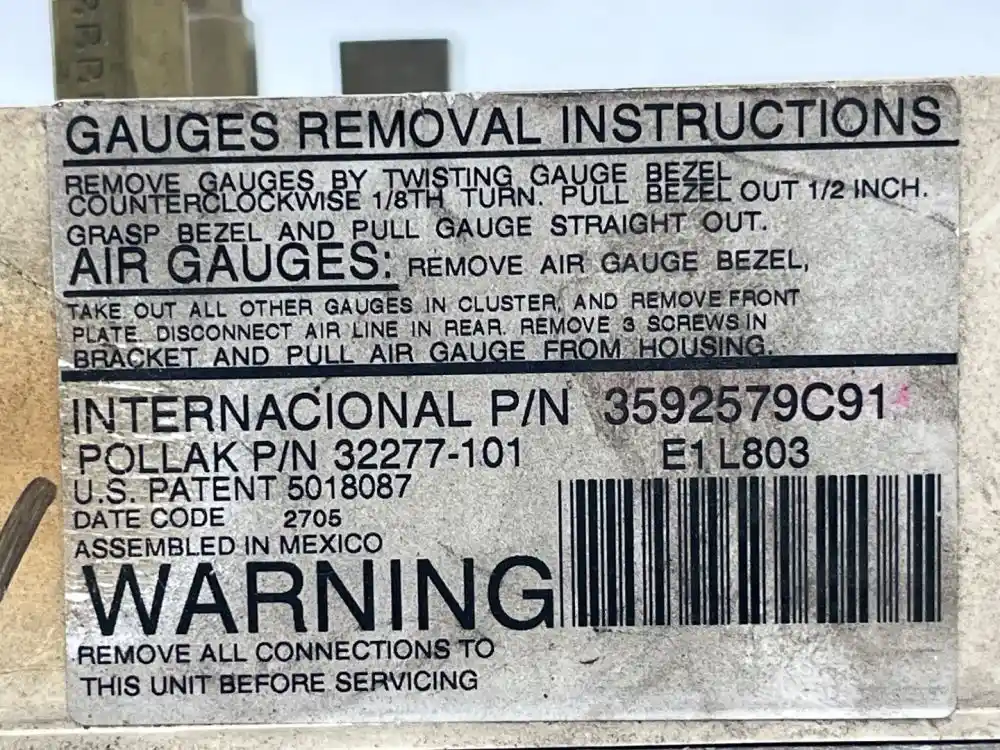 GAUGES REMOVAL INSTRUCTIONS
REMOVE GAUGES BY TWISTING GAUGE BEZEL
COUNTERCLOCKWISE 1/8TH TURN. PULL BEZEL OUT 1/2 INCH.
GRASP BEZEL AND PULL GAUGE STRAIGHT OUT.
AIR GAUGES: REMOVE AIR GAUGE BEZEL,
TAKE OUT ALL OTHER GAUGES IN CLUSTER, AND REMOVE FRONT
PLATE. DISCONNECT AIR LINE IN REAR. REMOVE 3 SCREWS IN
BRACKET AND PULL AIR GAUGE FROM HOUSING.
INTERNACIONAL P/N 3592579C91
POLLAK P/N 32277-101 E1L803
U.S. PATENT 5018087
DATE CODE 2705
ASSEMBLED IN MEXICO
WARNING
REMOVE ALL CONNECTIONS TO
THIS UNIT BEFORE SERVICING